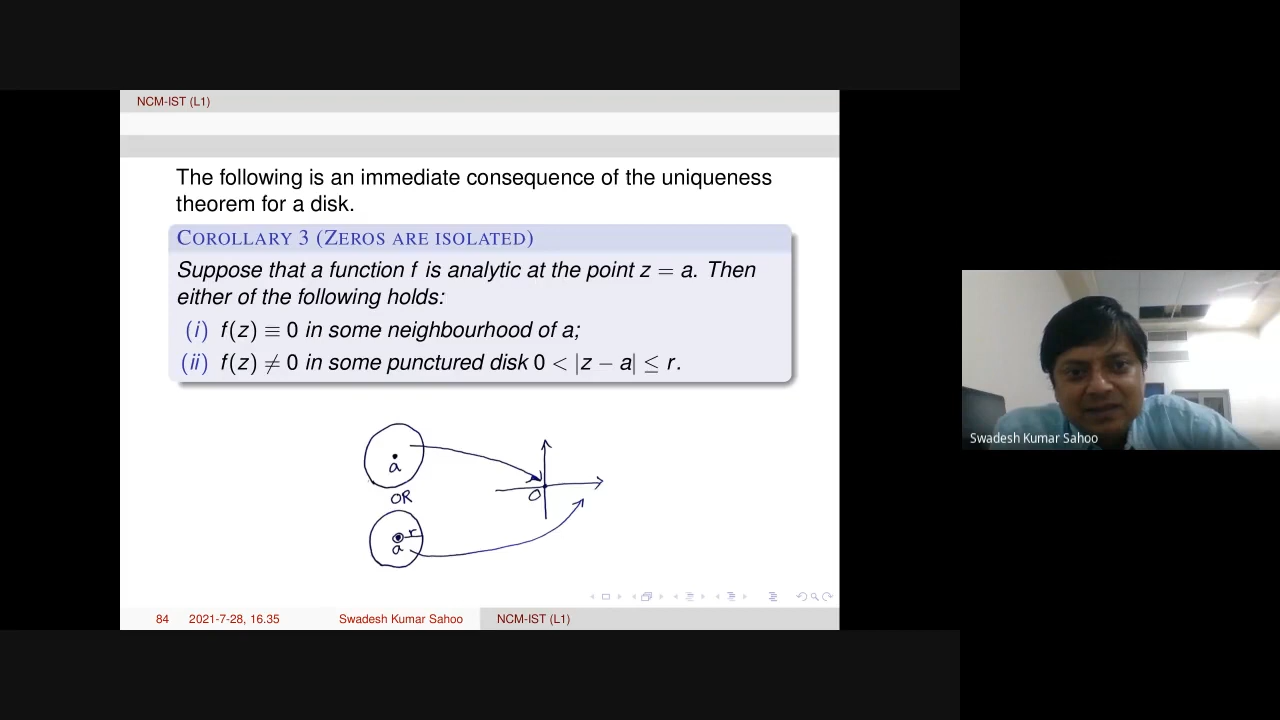 NCM-IST (L1)
The following is an immediate consequence of the uniqueness
theorem for a disk.
COROLLARY 3 (ZEROS ARE ISOLATED)
Suppose that a function f is analytic at the point z = a. Then
either of the following holds:
(i) f(z) ≡ 0 in some neighbourhood of a;
(ii) f(z) ≠ 0 in some punctured disk 0 < |z − a| ≤ r.
a
OR
0
r
a
84 2021-7-28, 16.35 Swadesh Kumar Sahoo NCM-IST (L1)
Swadesh Kumar Sahoo